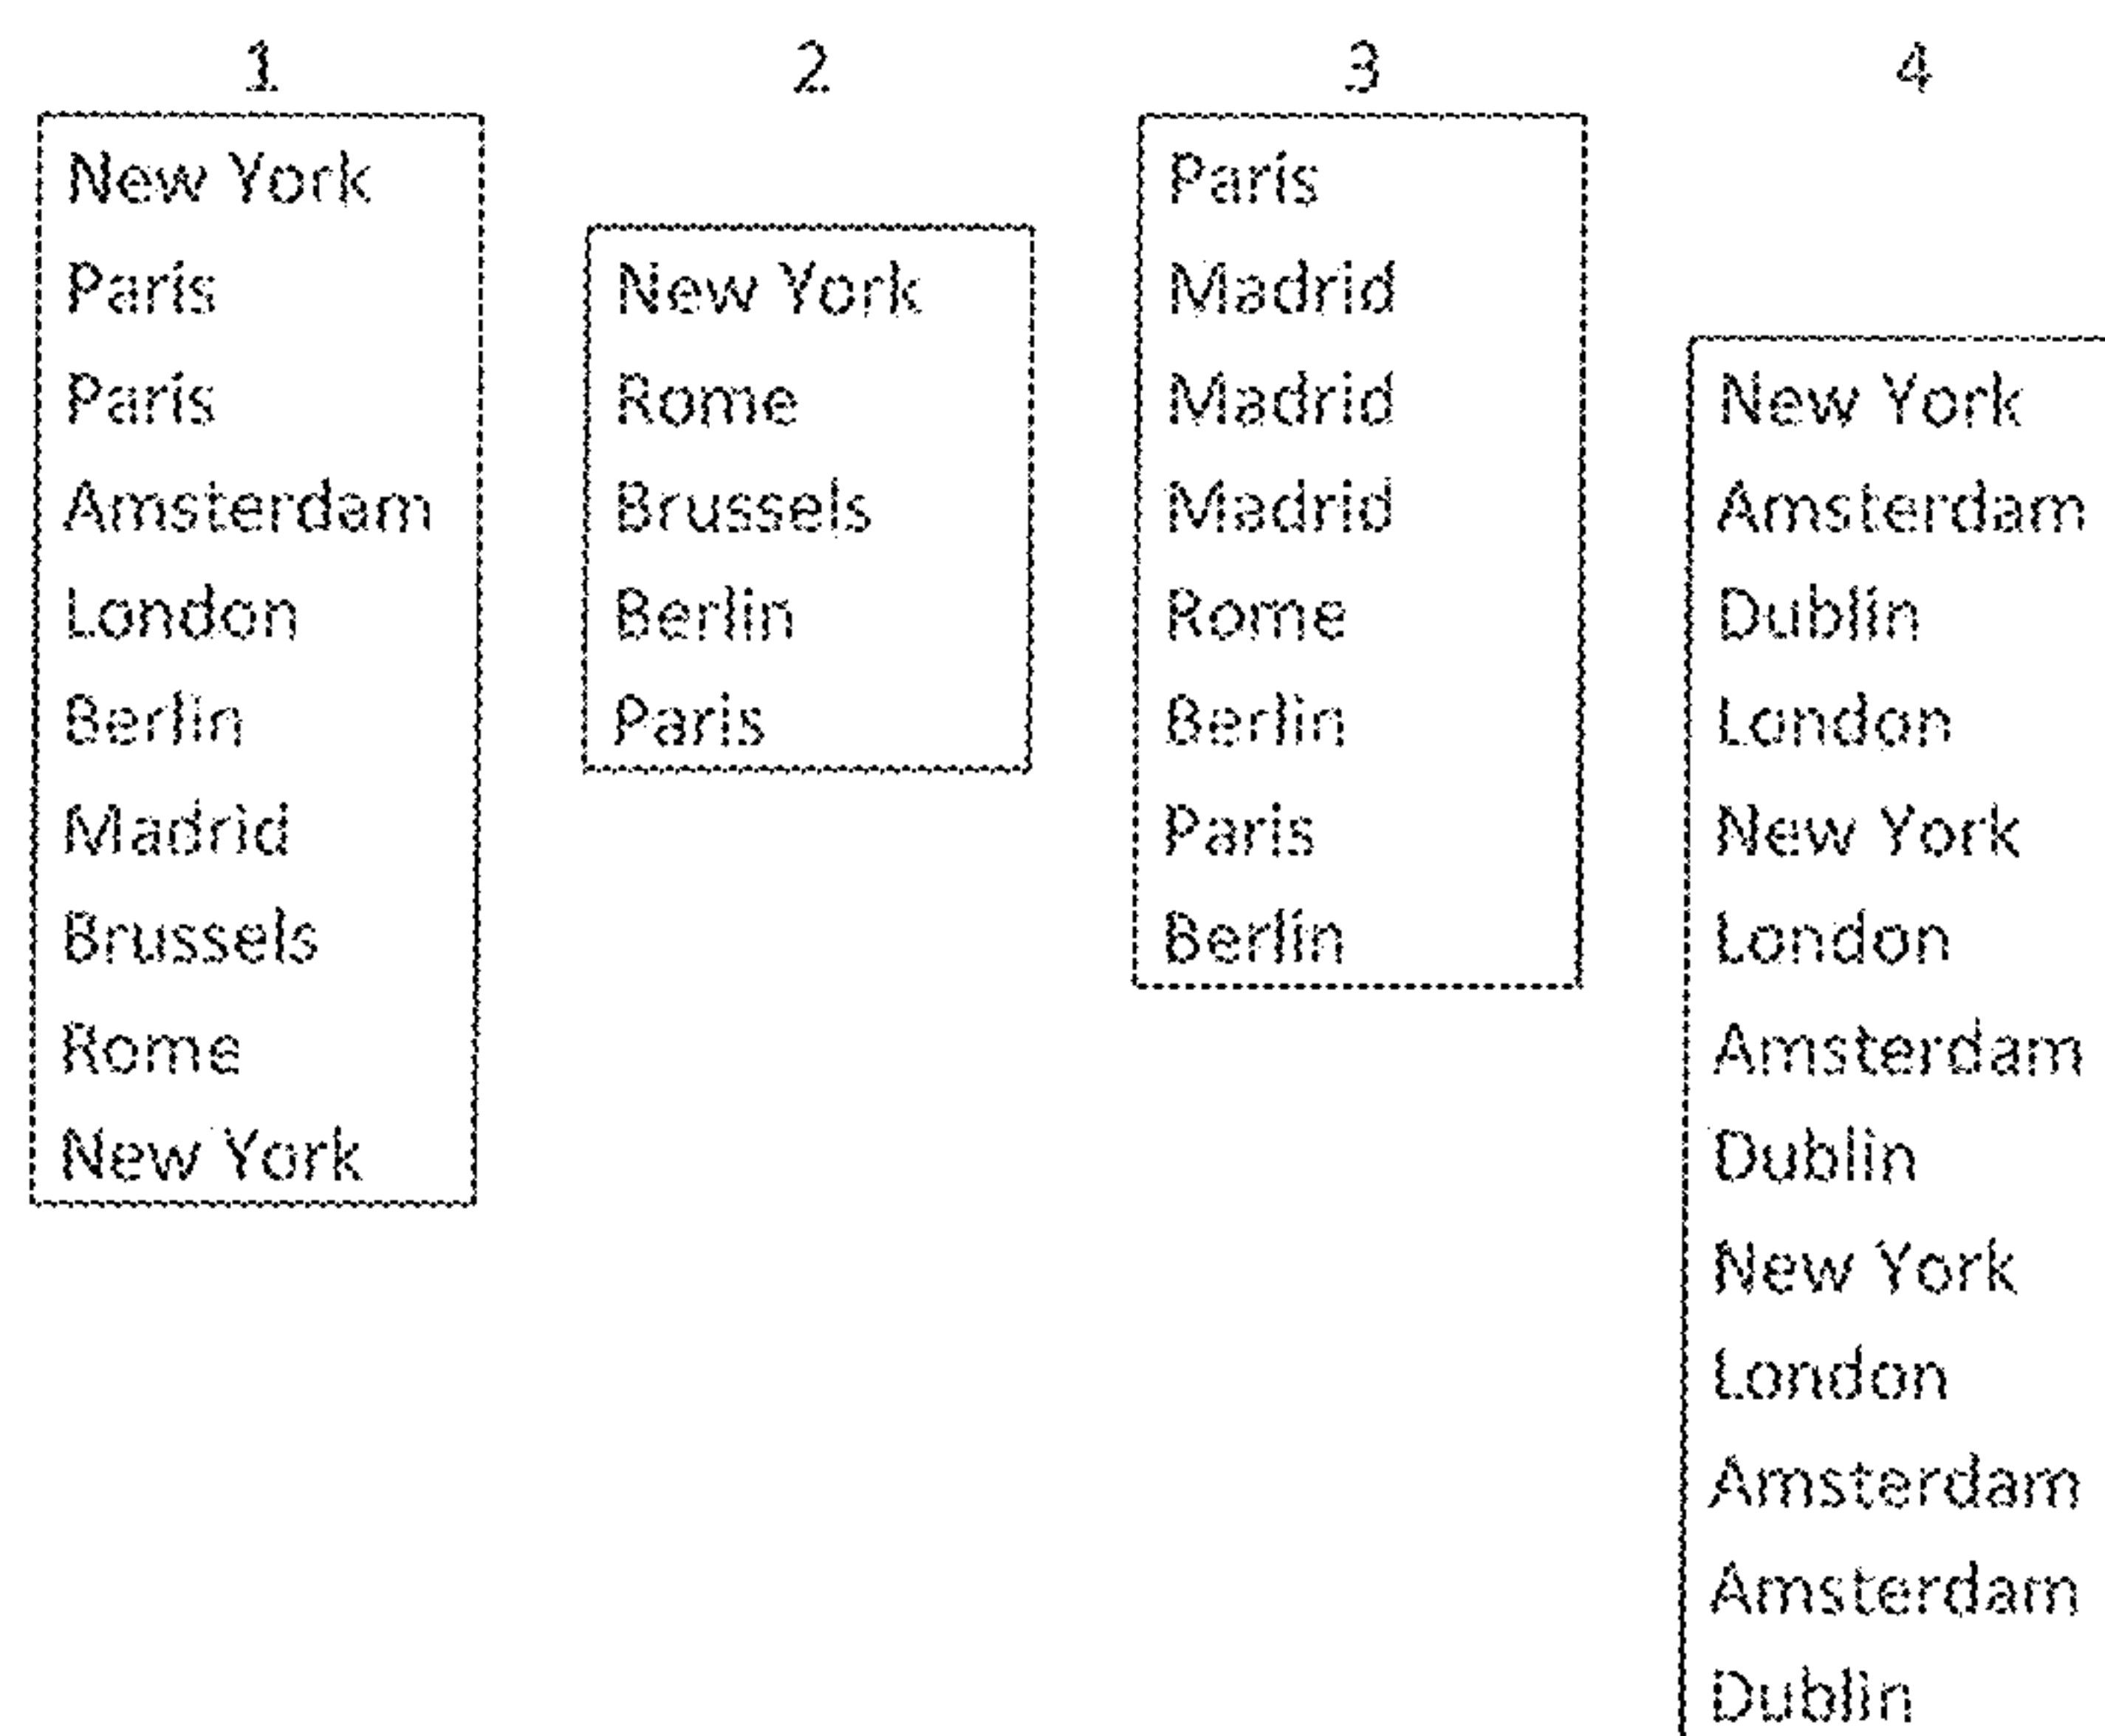 1
New York
Paris
Paris
Amsterdam
London
Berlin
Madrid
Brussels
Rome
New York
2
New York
Rome
Brussels
Berlin
Paris
3
Paris
Madrid
Madrid
Madrid
Rome
Berlin
Paris
Berlin
4
New York
Amsterdam
Dublin
London
New York
London
Amsterdam
Dublin
New York
London
Amsterdam
Amsterdam
Dublin